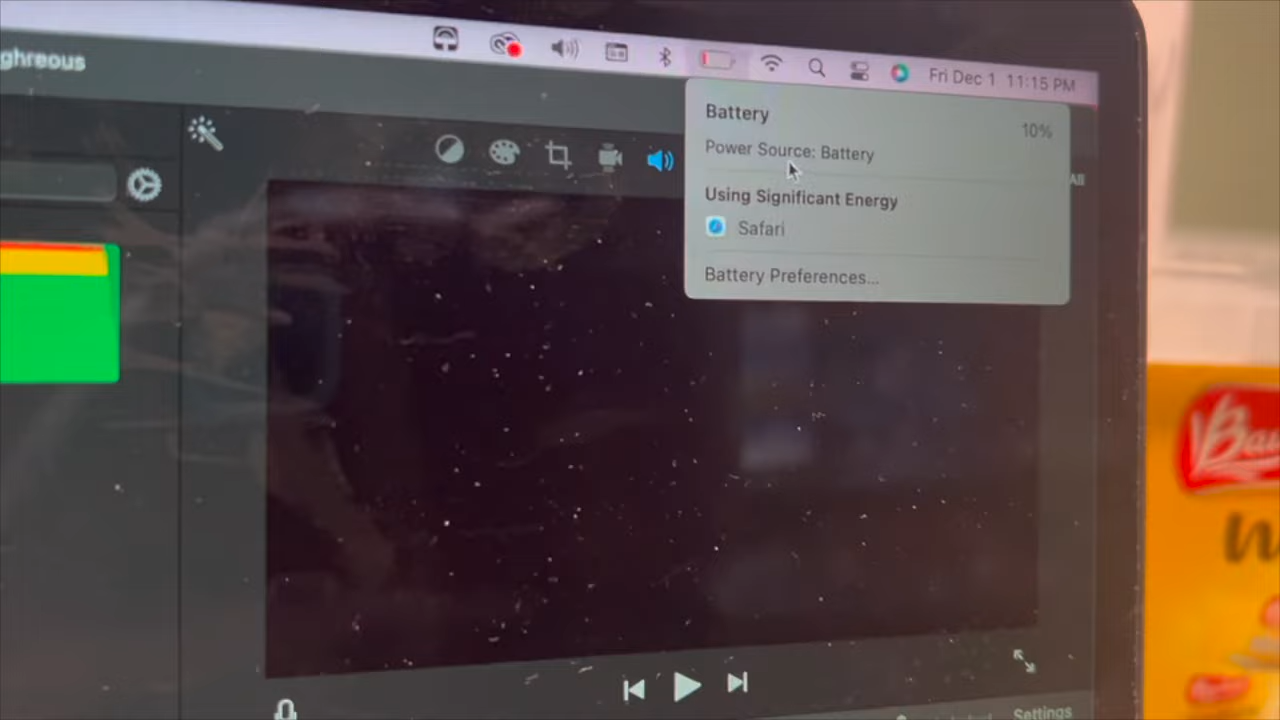 ghreous
Fri Dec 1 11:15 PM
Battery
10%
Power Source: Battery
All
Using Significant Energy
Safari
Battery Preferences...
Settings